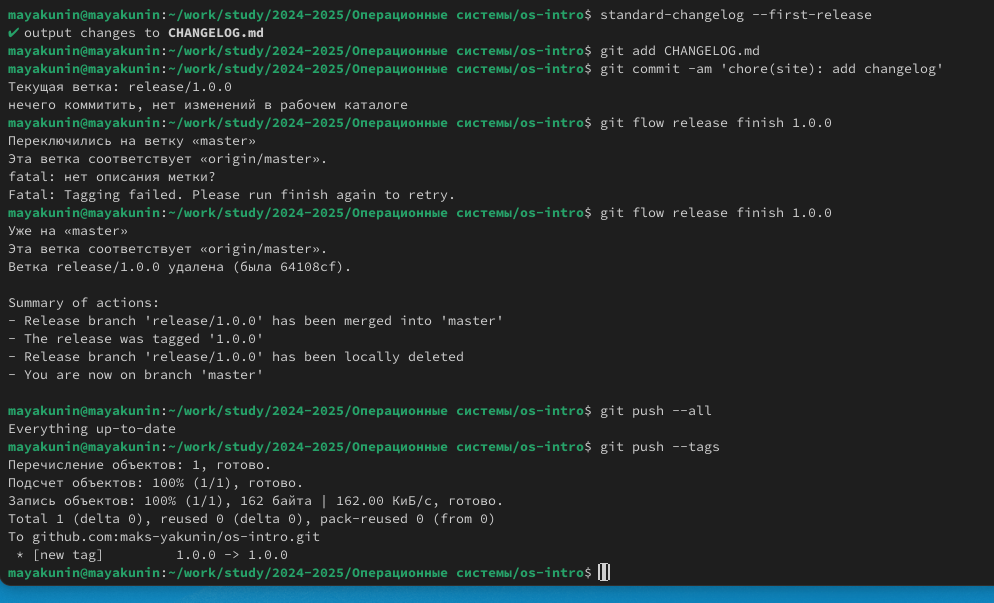 mayakunin@mayakunin:~/work/study/2024-2025/Операционные системы/os-intro$ standard-changelog --first-release
✔ output changes to CHANGELOG.md
mayakunin@mayakunin:~/work/study/2024-2025/Операционные системы/os-intro$ git add CHANGELOG.md
mayakunin@mayakunin:~/work/study/2024-2025/Операционные системы/os-intro$ git commit -am 'chore(site): add changelog'
Текущая ветка: release/1.0.0
нечего коммитить, нет изменений в рабочем каталоге
mayakunin@mayakunin:~/work/study/2024-2025/Операционные системы/os-intro$ git flow release finish 1.0.0
Переключились на ветку «master»
Эта ветка соответствует «origin/master».
fatal: нет описания метки?
Fatal: Tagging failed. Please run finish again to retry.
mayakunin@mayakunin:~/work/study/2024-2025/Операционные системы/os-intro$ git flow release finish 1.0.0
Уже на «master»
Эта ветка соответствует «origin/master».
Ветка release/1.0.0 удалена (была 64108cf).

Summary of actions:
- Release branch 'release/1.0.0' has been merged into 'master'
- The release was tagged '1.0.0'
- Release branch 'release/1.0.0' has been locally deleted
- You are now on branch 'master'

mayakunin@mayakunin:~/work/study/2024-2025/Операционные системы/os-intro$ git push --all
Everything up-to-date
mayakunin@mayakunin:~/work/study/2024-2025/Операционные системы/os-intro$ git push --tags
Перечисление объектов: 1, готово.
Подсчет объектов: 100% (1/1), готово.
Запись объектов: 100% (1/1), 162 байта | 162.00 КиБ/с, готово.
Total 1 (delta 0), reused 0 (delta 0), pack-reused 0 (from 0)
To github.com:maks-yakunin/os-intro.git
 * [new tag]         1.0.0 -> 1.0.0
mayakunin@mayakunin:~/work/study/2024-2025/Операционные системы/os-intro$